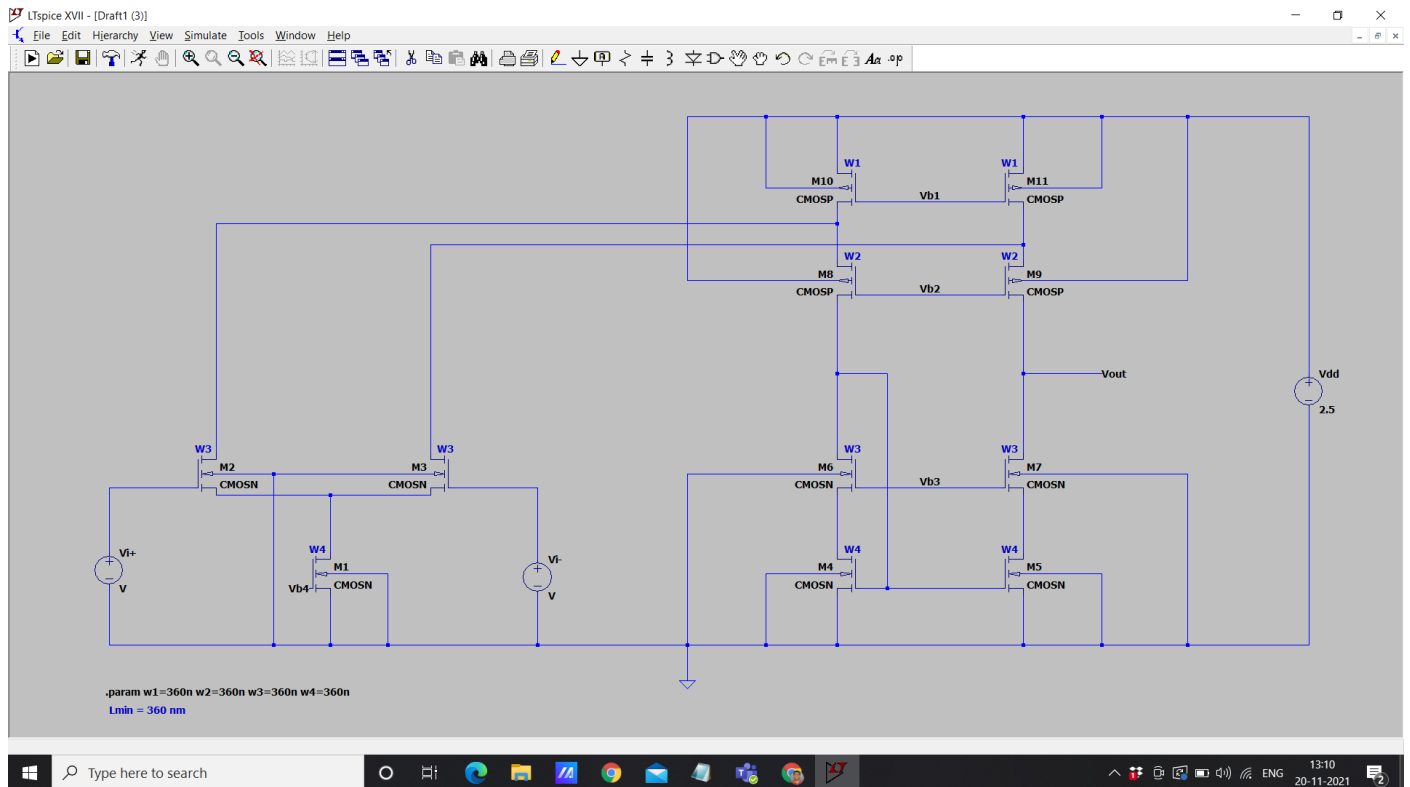 LTspice XVII - [Draft1 (3)]
File Edit Hierarchy View Simulate Tools Window Help
Aa .op
W1 W1
M10 M11
CMOSP Vb1 CMOSP
W2 W2
M8 M9
CMOSP Vb2 CMOSP
Vout Vdd
2.5
W3 W3 W3 W3
M2 M3 M6 M7
CMOSN CMOSN CMOSN Vb3 CMOSN
Vi+ W4 Vi- W4 W4
M1 M4 M5
V Vb4 CMOSN V CMOSN CMOSN
.param w1=360n w2=360n w3=360n w4=360n
Lmin = 360 nm
Type here to search
ENG 13:10
20-11-2021 2